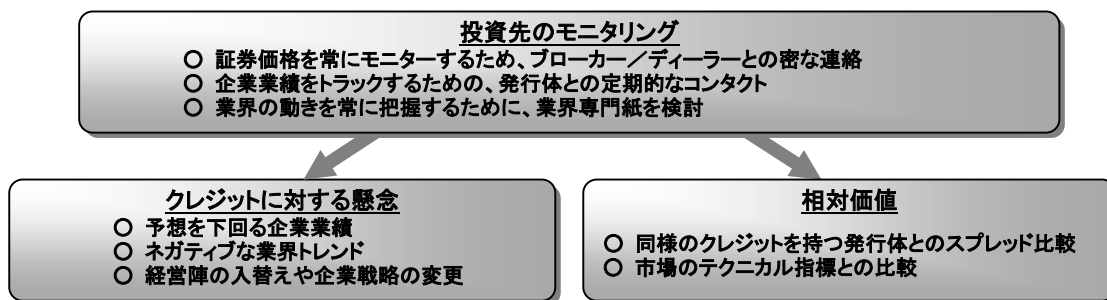 投資先のモニタリング
○ 証券価格を常にモニターするため、ブローカー／ディーラーとの密な連絡
○ 企業業績をトラックするための、発行体との定期的なコンタクト
○ 業界の動きを常に把握するために、業界専門紙を検討
クレジットに対する懸念
○ 予想を下回る企業業績
○ ネガティブな業界トレンド
○ 経営陣の入替えや企業戦略の変更
相対価値
○ 同様のクレジットを持つ発行体とのスプレッド比較
○ 市場のテクニカル指標との比較